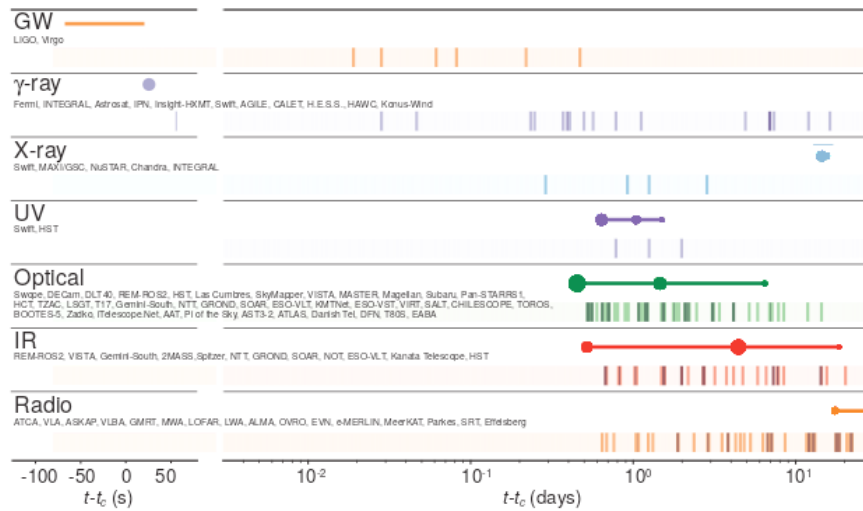 GW
LIGO, Virgo
γ-ray
Fermi, INTEGRAL, Astrosat, IPN, Insight-HXMT, Swift, AGILE, CALET, H.E.S.S., HAWC, Konus-Wind
X-ray
Swift, MAXI/GSC, NuSTAR, Chandra, INTEGRAL
UV
Swift, HST
Optical
Swope, DECam, DLT40, REM-ROS2, HST, Las Cumbres, SkyMapper, VISTA, MASTER, Magellan, Subaru, Pan-STARRS1,
HCT, TZAC, LSGT, T17, Gemini-South, NTT, GROND, SOAR, ESO-VLT, KMTNet, ESO-VST, VIRT, SALT, CHILESCOPE, TOROS,
BOOTES-5, Zadko, iTelescope.Net, AAT, Pi of the Sky, AST3-2, ATLAS, Danish Tel, DFN, T80S, EABA
IR
REM-ROS2, VISTA, Gemini-South, 2MASS,Spitzer, NTT, GROND, SOAR, NOT, ESO-VLT, Kanata Telescope, HST
Radio
ATCA, VLA, ASKAP, VLBA, GMRT, MWA, LOFAR, LWA, ALMA, OVRO, EVN, e-MERLIN, MeerKAT, Parkes, SRT, Effelsberg
-100 -50 0 50 10⁻² 10⁻¹ 10⁰ 10¹
t-t_c (s) t-t_c (days)